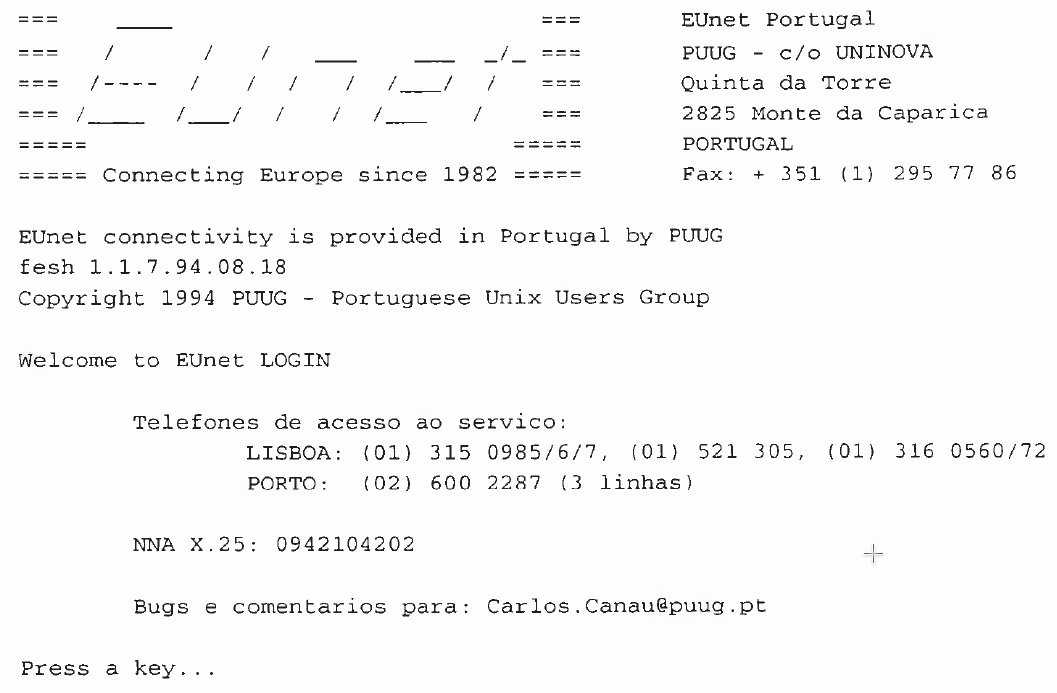 ===      ____                        ===      EUnet Portugal
===    /       /   /   ___    ___  _/_ ===      PUUG - c/o UNINOVA
===  /----   /   /  /   /  /___/   /   ===      Quinta da Torre
=== /____   /___/  /   /  /___    /    ===      2825 Monte da Caparica
=====                              =====      PORTUGAL
===== Connecting Europe since 1982 =====      Fax: + 351 (1) 295 77 86
EUnet connectivity is provided in Portugal by PUUG
fesh 1.1.7.94.08.18
Copyright 1994 PUUG - Portuguese Unix Users Group
Welcome to EUnet LOGIN
Telefones de acesso ao servico:
LISBOA: (01) 315 0985/6/7, (01) 521 305, (01) 316 0560/72
PORTO: (02) 600 2287 (3 linhas)
NNA X.25: 0942104202
Bugs e comentarios para: Carlos.Canau@puug.pt
Press a key...